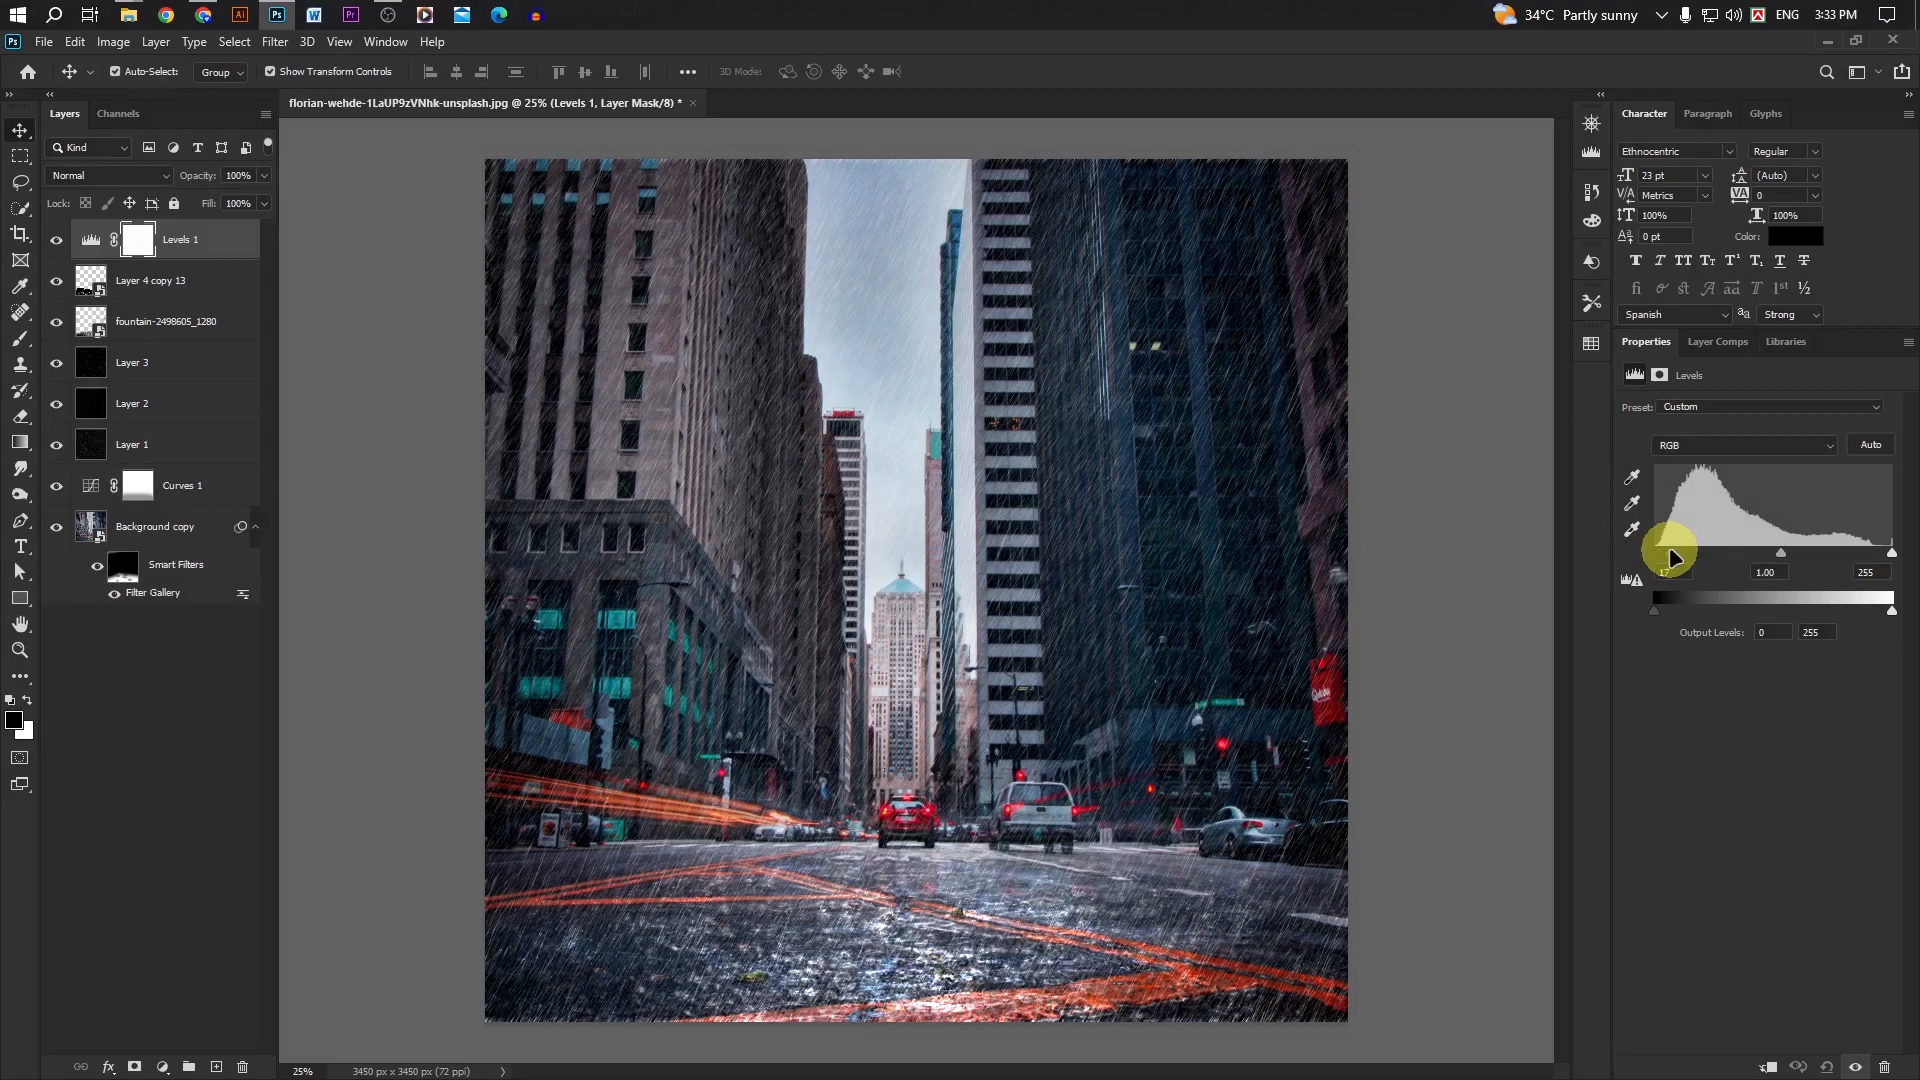 34°C Partly sunny
ENG
3:33 PM
Ps
File Edit Image Layer Type Select Filter 3D View Window Help
Auto-Select:
Group
Show Transform Controls
3D Mode:
florian-wehde-1LaUP9zVNhk-unsplash.jpg @ 25% (Levels 1, Layer Mask/8) *
Layers Channels
Kind
Normal
Opacity: 100%
Lock:
Fill: 100%
Levels 1
Layer 4 copy 13
fountain-2498605_1280
Layer 3
Layer 2
Layer 1
Curves 1
Background copy
Smart Filters
Filter Gallery
25%
3450 px x 3450 px (72 ppi)
Character Paragraph Glyphs
Ethnocentric
Regular
23 pt
(Auto)
Metrics
0
100%
100%
0 pt
Color:
Spanish
Strong
Properties Layer Comps Libraries
Levels
Preset: Custom
RGB
Auto
17
1.00
255
Output Levels: 0 255